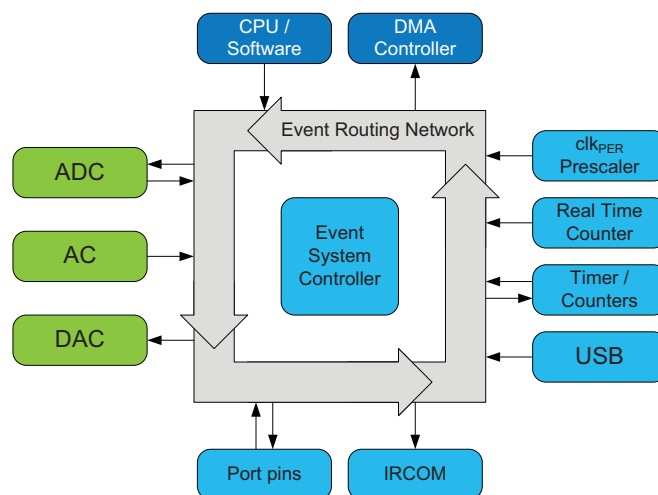 CPU /
Software
DMA
Controller
Event Routing Network
ADC
clkPER
Prescaler
AC
Event
System
Controller
Real Time
Counter
Timer /
Counters
DAC
USB
Port pins
IRCOM